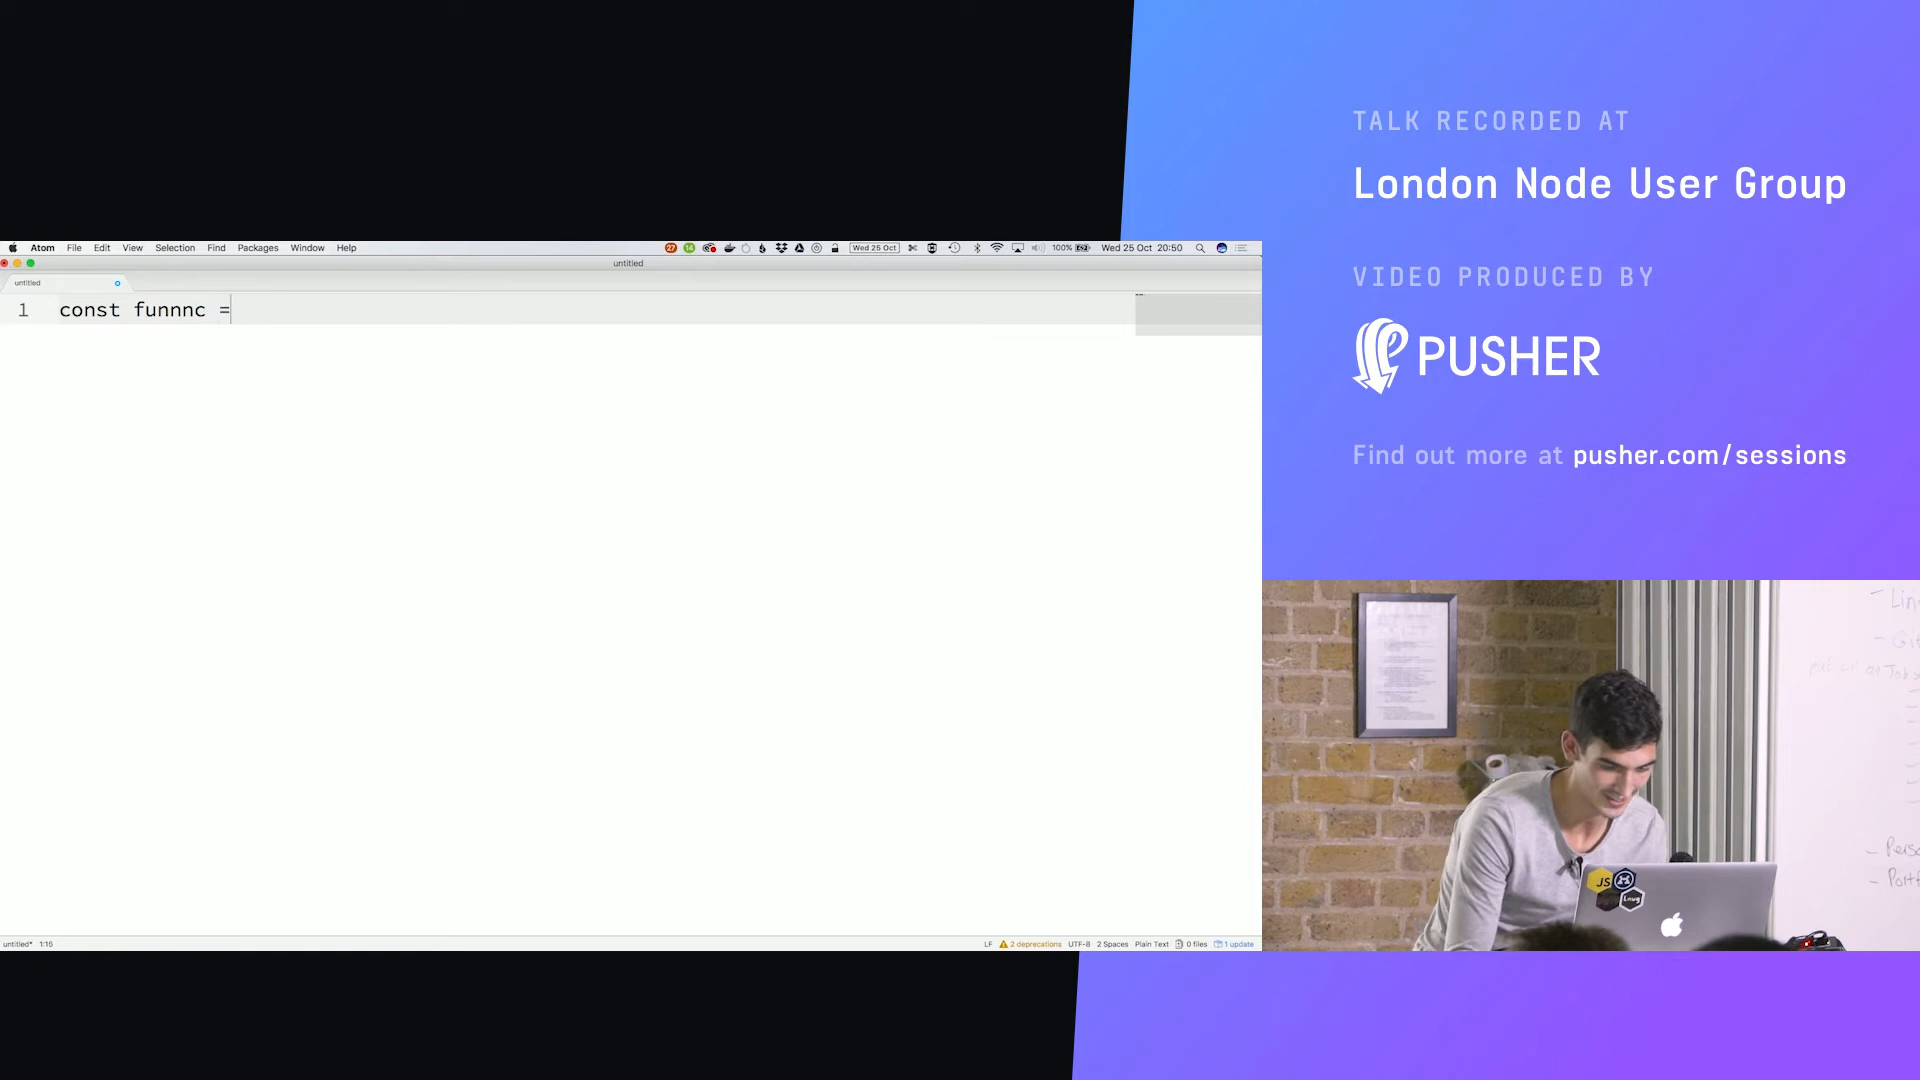 TALK RECORDED AT
London Node User Group
VIDEO PRODUCED BY
PUSHER
Find out more at pusher.com/sessions
Atom File Edit View Selection Find Packages Window Help
27 14 Wed 25 Oct 100% Wed 25 Oct 20:50
untitled
untitled
1 const funnnc =
untitled* 1:15
LF 2 deprecations UTF-8 2 Spaces Plain Text 0 files 1 update
JS
Lnug